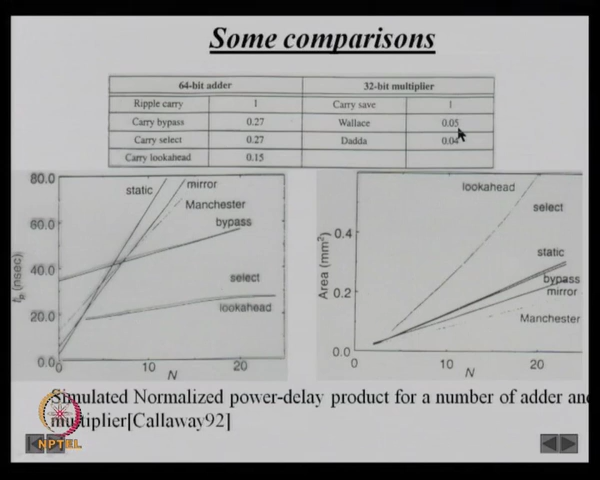 Some comparisons
64-bit adder 32-bit multiplier
Ripple carry 1 Carry save 1
Carry bypass 0.27 Wallace 0.05
Carry select 0.27 Dadda 0.04
Carry lookahead 0.15
80.0
60.0
40.0
20.0
0.0
(nsec)
static
mirror
Manchester
bypass
select
lookahead
0 10 20
N
Area (mm²)
0.4
0.2
0.0
lookahead
select
static
bypass
mirror
Manchester
0 10 20
N
Simulated Normalized power-delay product for a number of adder and
multiplier[Callaway92]
NPTEL